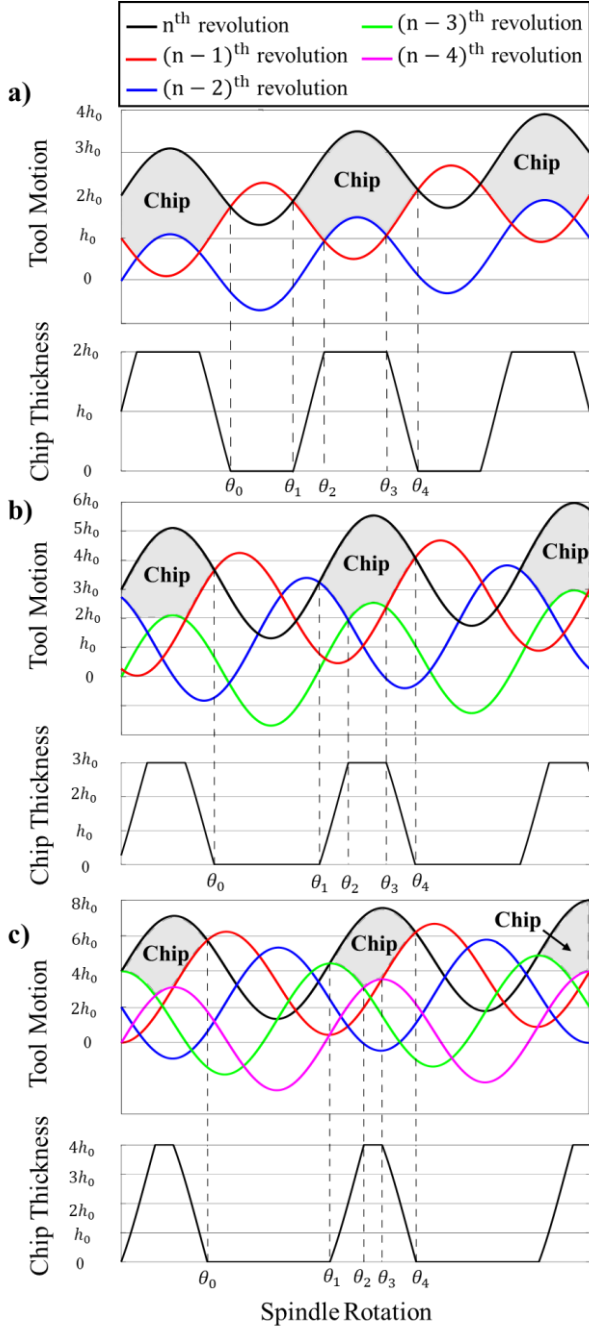 nᵗʰ revolution
(n − 1)ᵗʰ revolution
(n − 2)ᵗʰ revolution
(n − 3)ᵗʰ revolution
(n − 4)ᵗʰ revolution
a)
4h₀
3h₀
2h₀
h₀
0
Tool Motion
Chip
Chip
Chip
2h₀
h₀
0
Chip Thickness
θ₀ θ₁ θ₂ θ₃ θ₄
b)
6h₀
5h₀
4h₀
3h₀
2h₀
h₀
0
Tool Motion
Chip
Chip
Chip
3h₀
2h₀
h₀
0
Chip Thickness
θ₀ θ₁ θ₂ θ₃ θ₄
c)
8h₀
6h₀
4h₀
2h₀
0
Tool Motion
Chip
Chip
Chip
4h₀
3h₀
2h₀
h₀
0
Chip Thickness
θ₀ θ₁ θ₂ θ₃ θ₄
Spindle Rotation